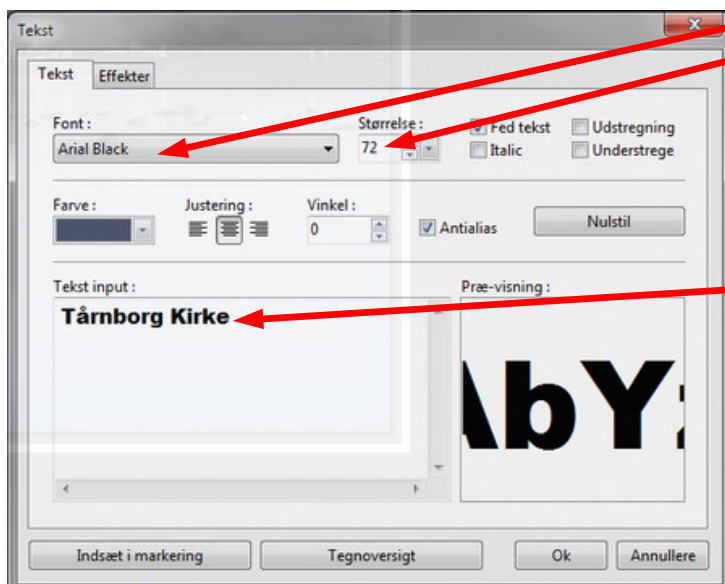 Tekst
Tekst Effekter
Font : Størrelse : Fed tekst Udstregning
Arial Black 72 Italic Understrege
Farve : Justering : Vinkel :
0 Antialias Nulstil
Tekst input : Præ-visning :
Tårnborg Kirke
AbYz
Indsæt i markering Tegnoversigt Ok Annullere